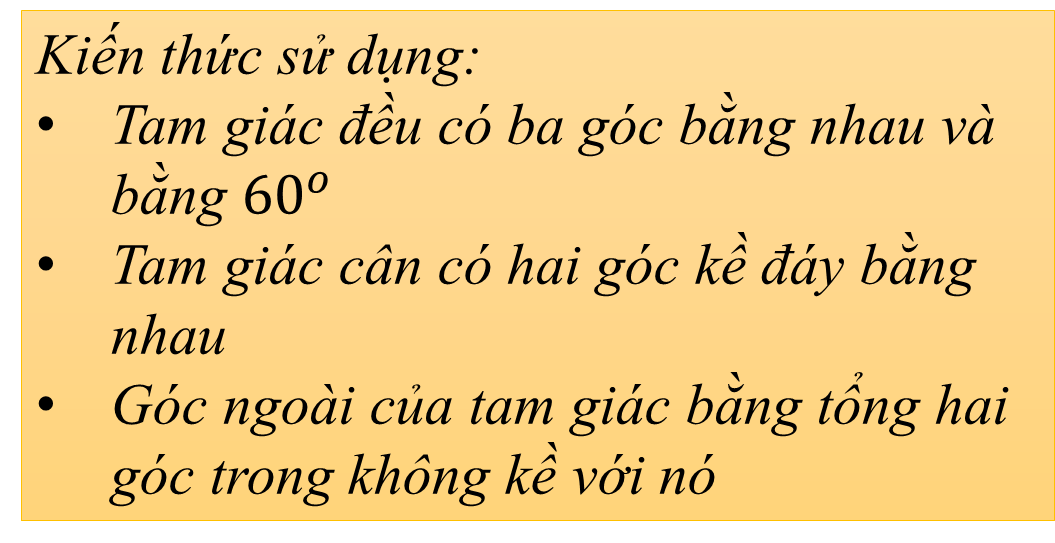 Kiến thức sử dụng:
• Tam giác đều có ba góc bằng nhau và
bằng 60⁰
• Tam giác cân có hai góc kề đáy bằng
nhau
• Góc ngoài của tam giác bằng tổng hai
góc trong không kề với nó